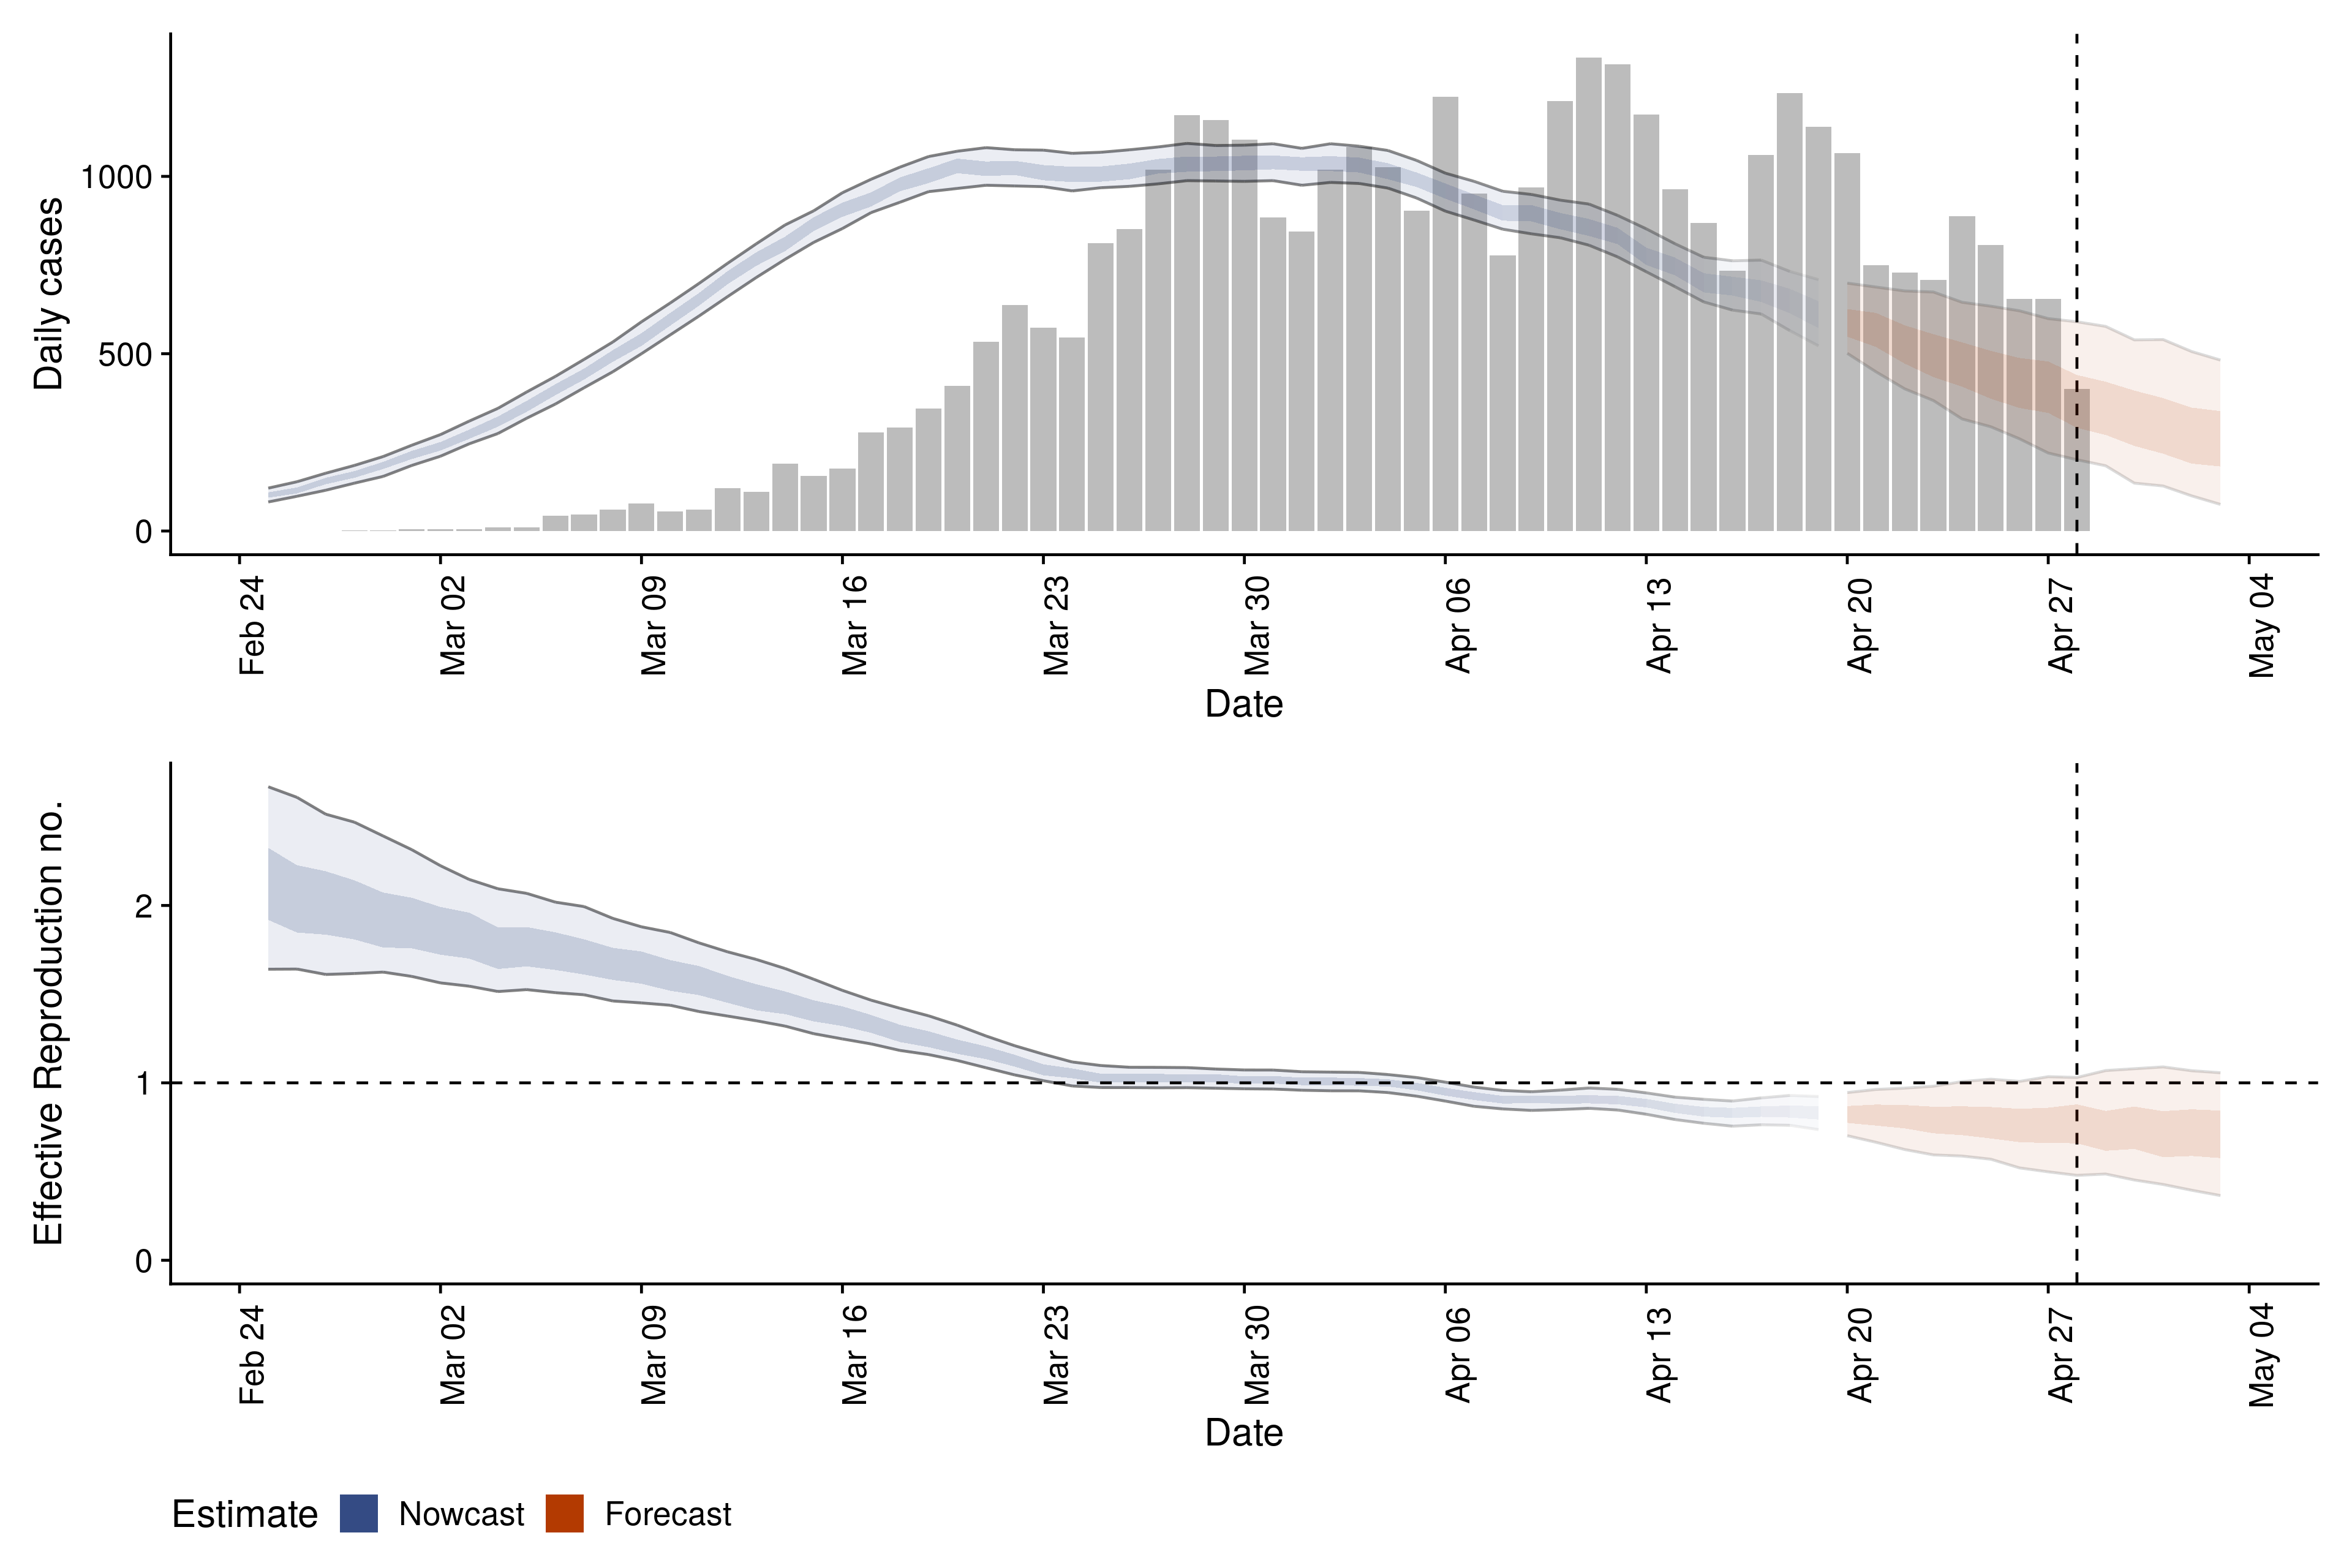 Daily cases
1000
500
0
Feb 24
Mar 02
Mar 09
Mar 16
Mar 23
Mar 30
Apr 06
Apr 13
Apr 20
Apr 27
May 04
Date
Effective Reproduction no.
2
1
0
Feb 24
Mar 02
Mar 09
Mar 16
Mar 23
Mar 30
Apr 06
Apr 13
Apr 20
Apr 27
May 04
Date
Estimate Nowcast Forecast